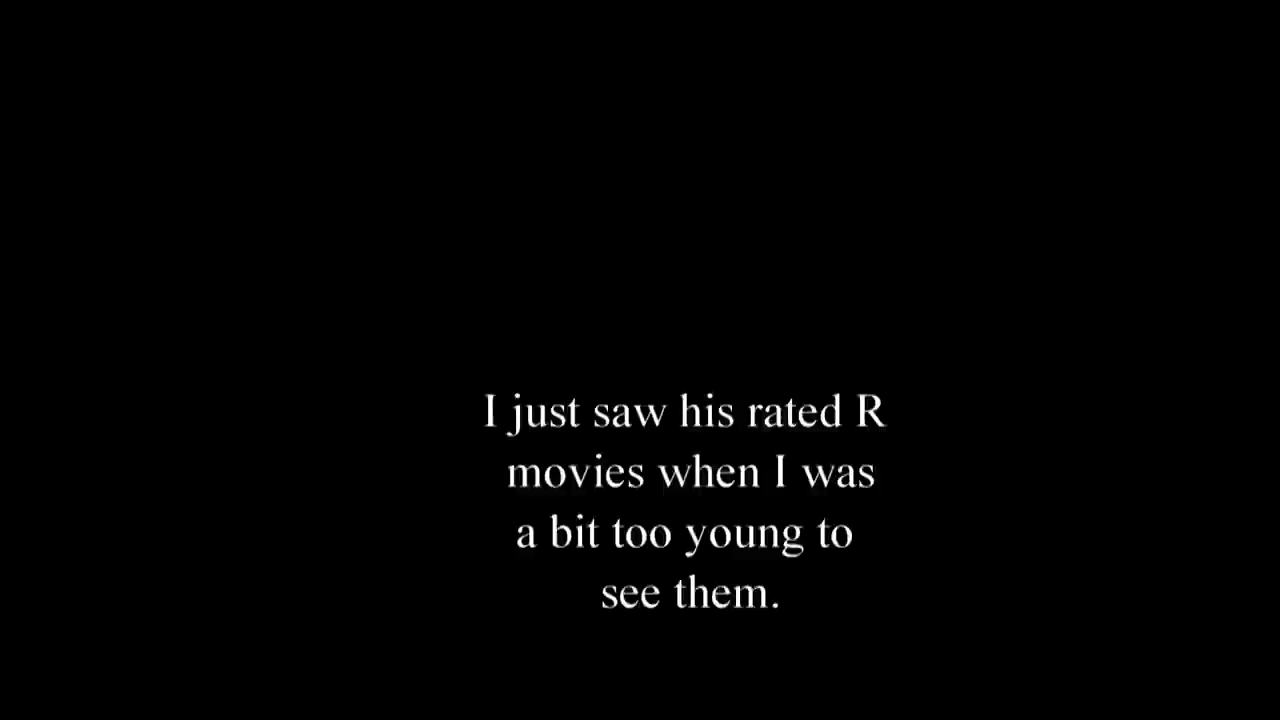 I just saw his rated R
movies when I was
a bit too young to
see them.